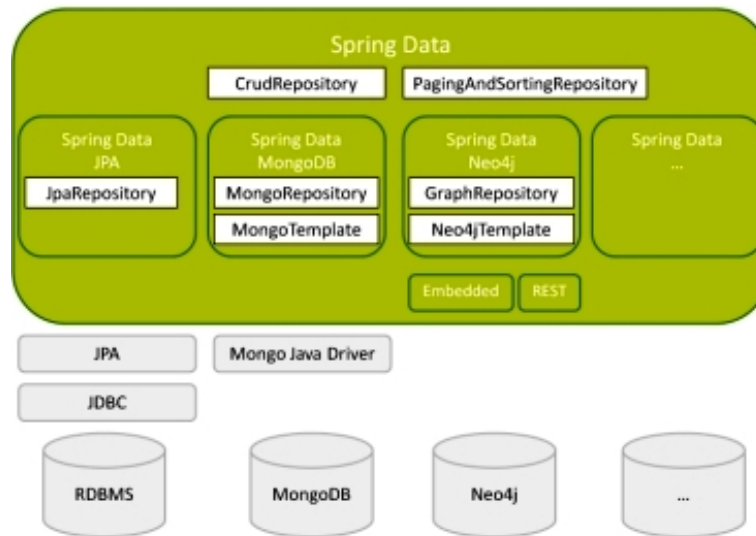 Spring Data
CrudRepository
PagingAndSortingRepository
Spring Data
JPA
JpaRepository
Spring Data
MongoDB
MongoRepository
MongoTemplate
Spring Data
Neo4j
GraphRepository
Neo4jTemplate
Spring Data
...
Embedded
REST
JPA
Mongo Java Driver
JDBC
RDBMS
MongoDB
Neo4j
...